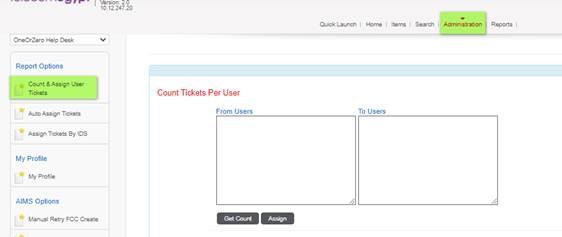 Version: 2.0
10.12.247.20
Quick Launch | Home | Items | Search | Administration | Reports |
OneOrZero Help Desk
Report Options
Count & Assign User
Tickets
Auto Assign Tickets
Assign Tickets By IDS
My Profile
My Profile
AIMS Options
Manual Retry FCC Create
Count Tickets Per User
From Users
To Users
Get Count
Assign